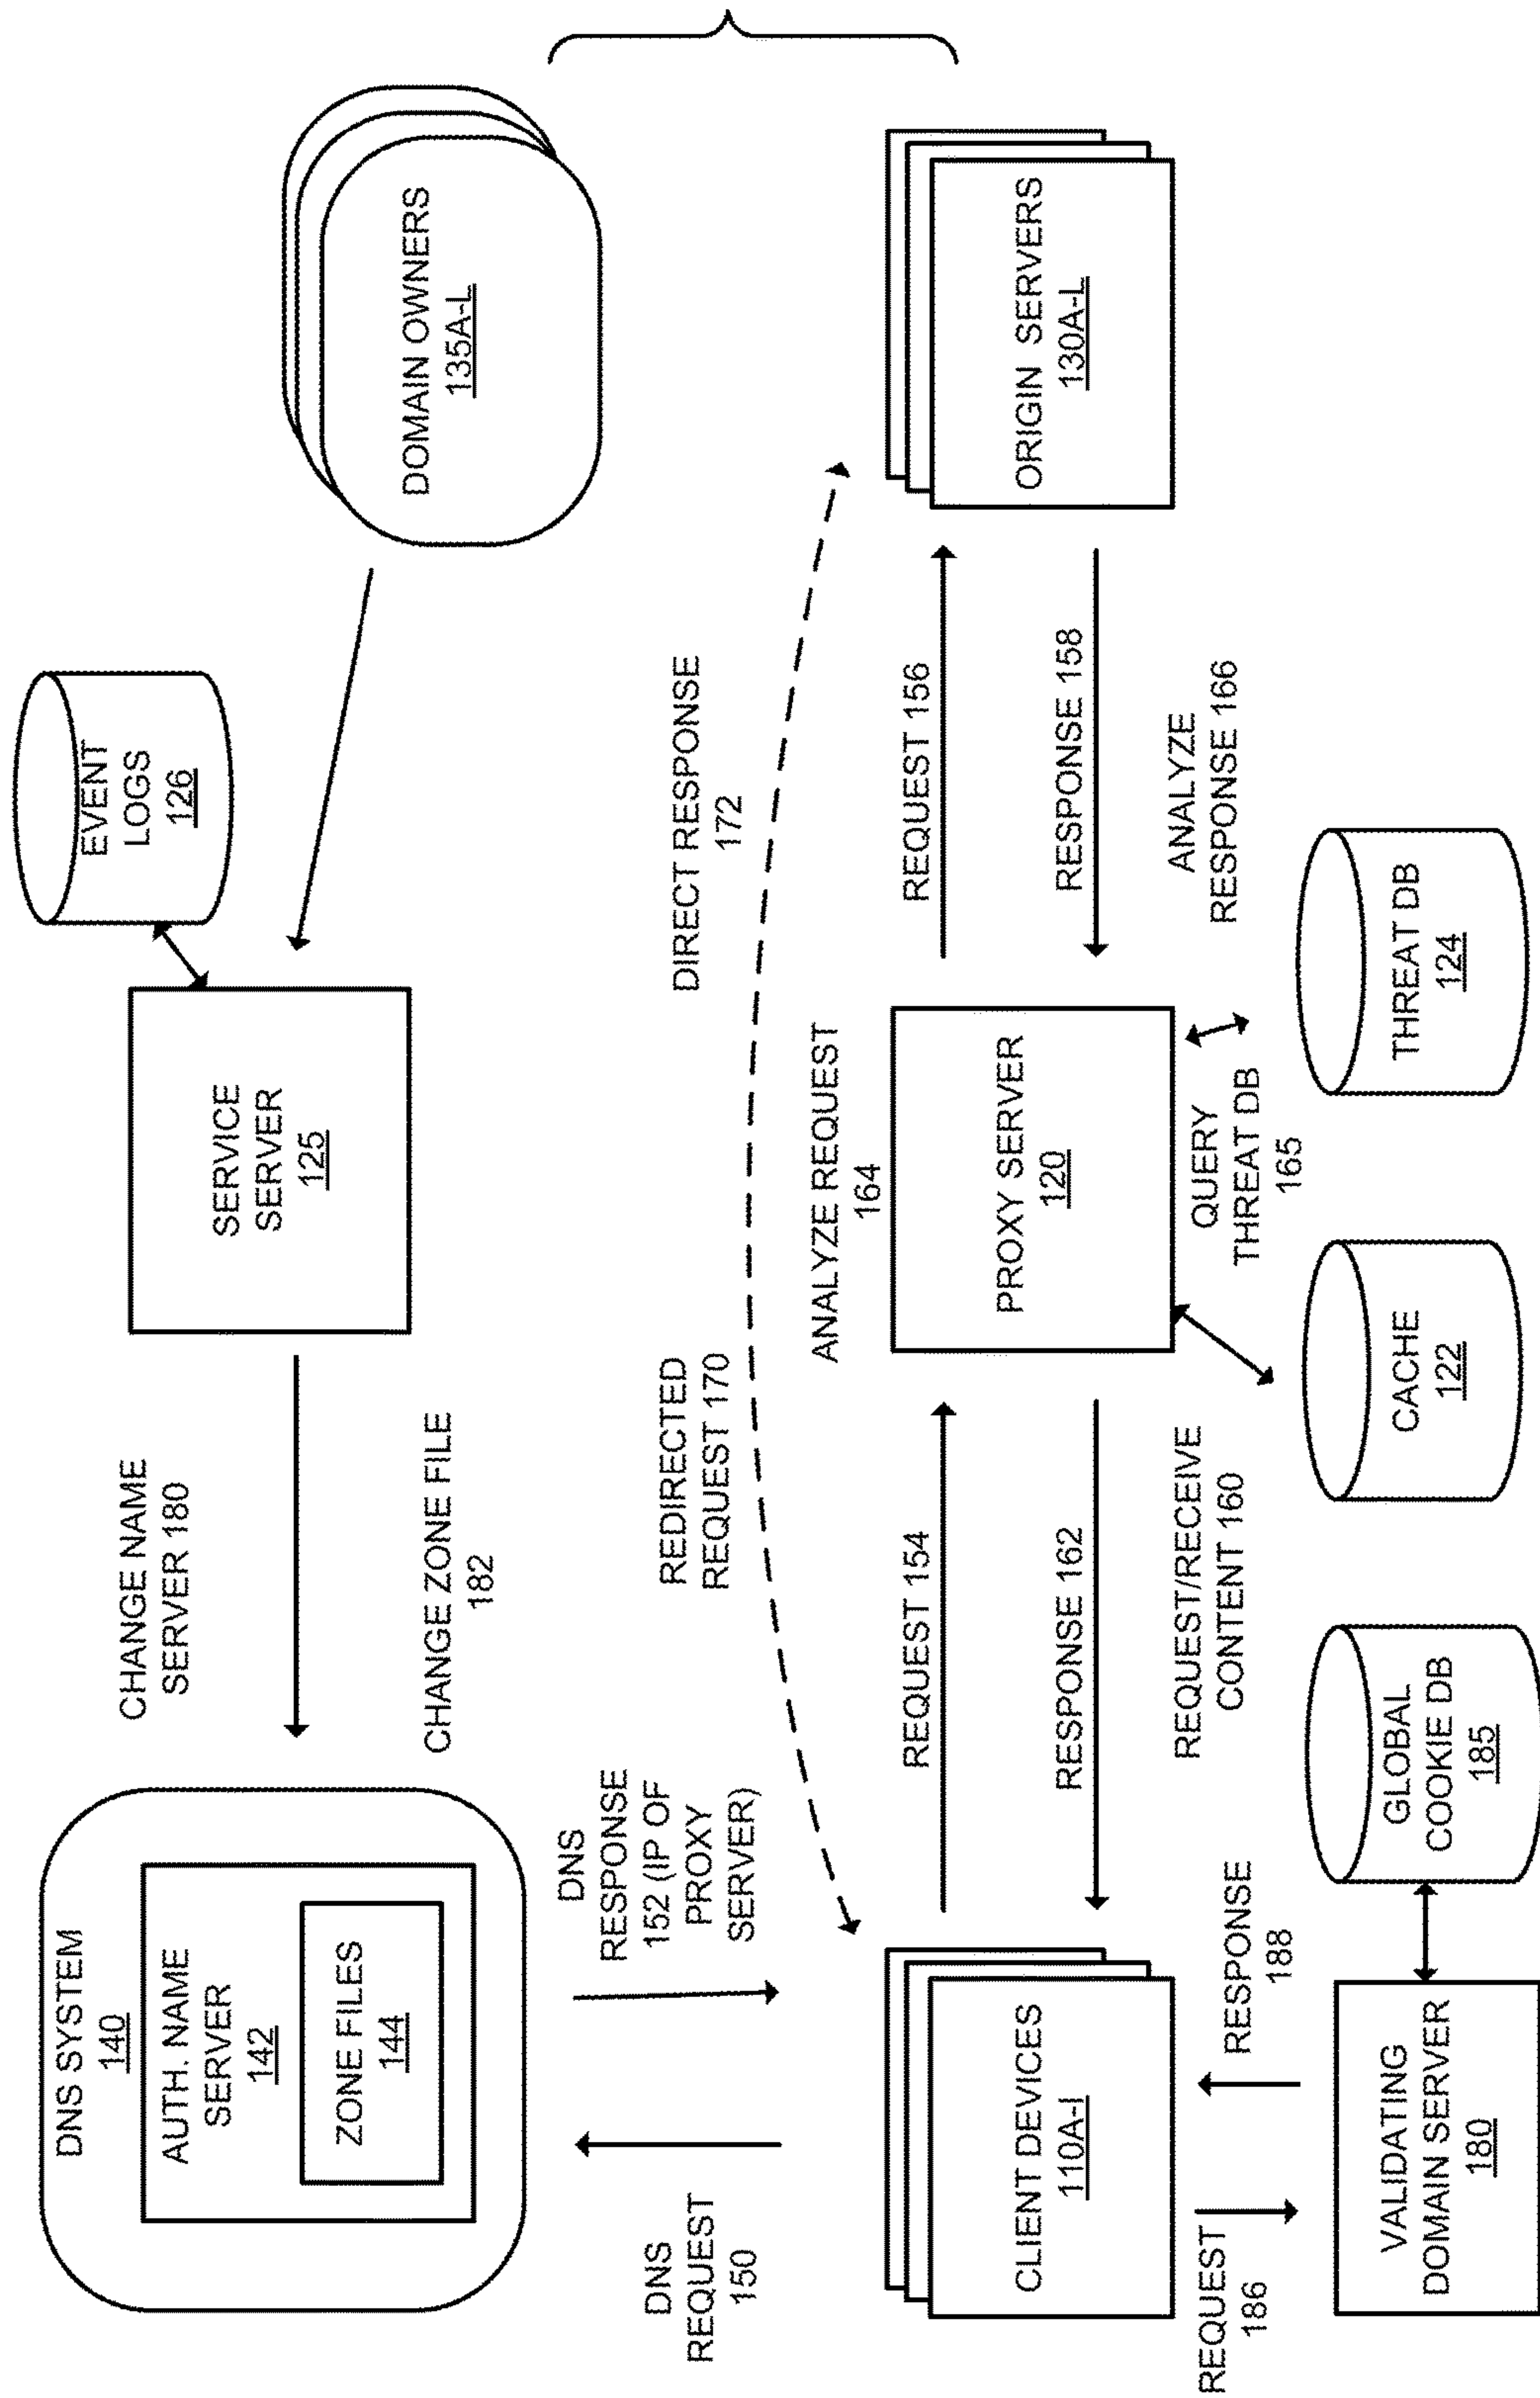 DNS SYSTEM
140
AUTH. NAME
SERVER
142
ZONE FILES
144
CHANGE NAME
SERVER 180
CHANGE ZONE FILE
182
SERVICE
SERVER
125
EVENT
LOGS
126
DOMAIN OWNERS
135A-L
DNS
REQUEST
150
DNS
RESPONSE
152 (IP OF
PROXY
SERVER)
REDIRECTED
REQUEST 170
DIRECT RESPONSE
172
CLIENT DEVICES
110A-I
REQUEST 154
RESPONSE 162
REQUEST/RECEIVE
CONTENT 160
ANALYZE REQUEST
164
PROXY SERVER
120
QUERY
THREAT DB
165
REQUEST 156
RESPONSE 158
ANALYZE
RESPONSE 166
ORIGIN SERVERS
130A-L
REQUEST
186
RESPONSE
188
VALIDATING
DOMAIN SERVER
180
GLOBAL
COOKIE DB
185
CACHE
122
THREAT DB
124